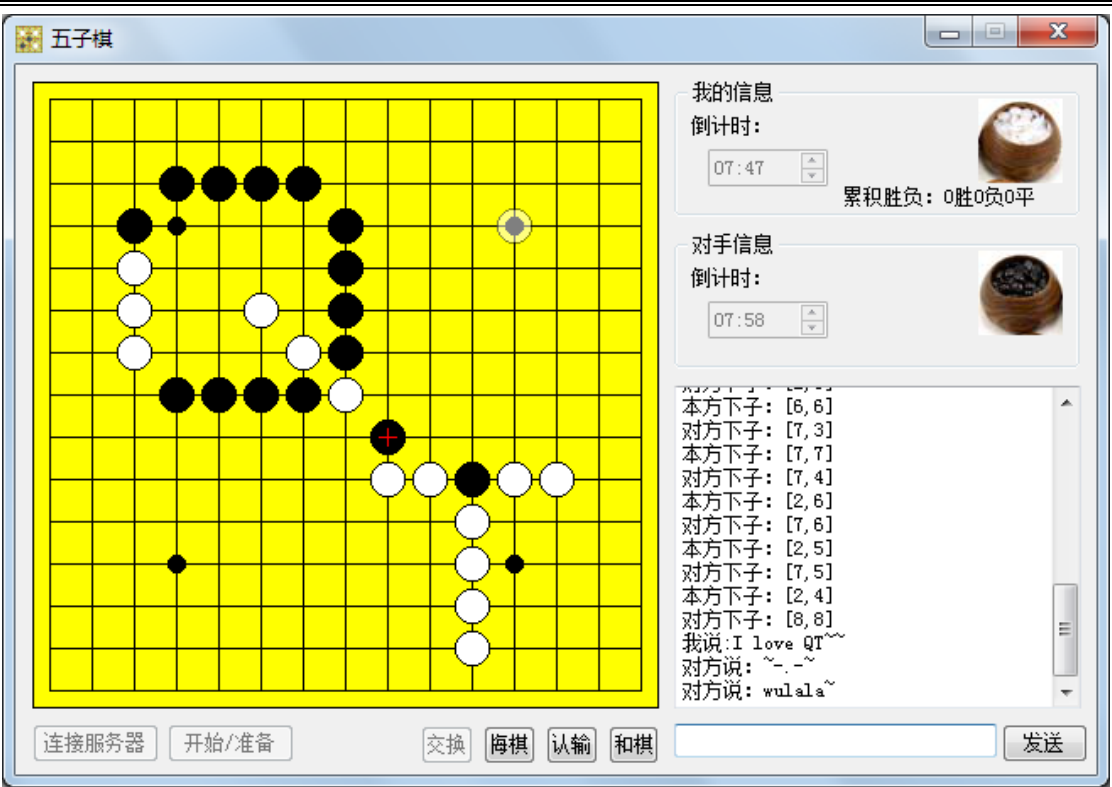 五子棋
我的信息
倒计时:
07:47
累积胜负: 0胜0负0平
对手信息
倒计时:
07:58
本方下子: [6,6]
对方下子: [7,3]
本方下子: [7,7]
对方下子: [7,4]
本方下子: [2,6]
对方下子: [7,6]
本方下子: [2,5]
对方下子: [7,5]
本方下子: [2,4]
对方下子: [8,8]
我说:I love QT~~
对方说: ~-.-~
对方说: wulala~
连接服务器 开始/准备 交换 悔棋 认输 和棋 发送